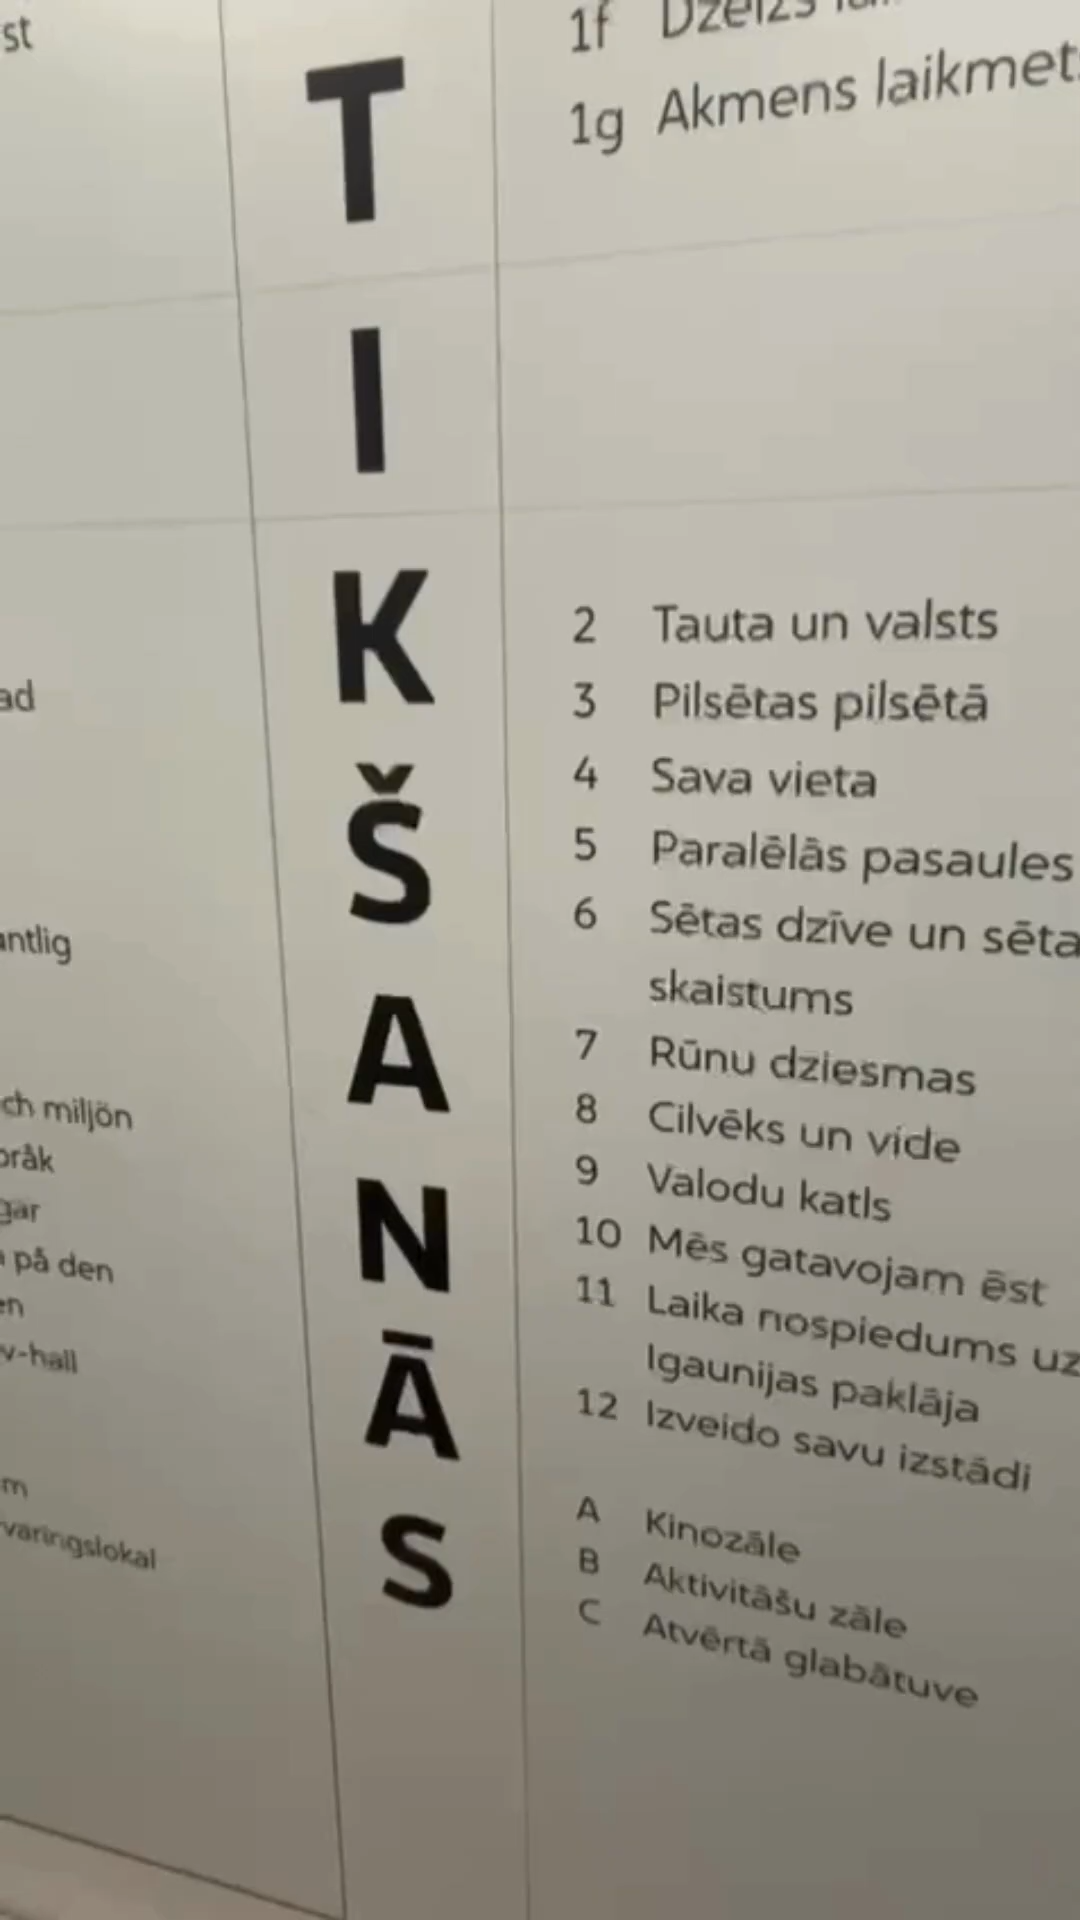 st
ad
antlig
ch miljön
pråk
gar
på den
en
v-hall
m
varingslokal
T
I
K
Š
A
N
Ā
S
1f
1g Akmens laikmets
2 Tauta un valsts
3 Pilsētas pilsētā
4 Sava vieta
5 Paralēlās pasaules
6 Sētas dzīve un sēta
skaistums
7 Rūnu dziesmas
8 Cilvēks un vide
9 Valodu katls
10 Mēs gatavojam ēst
11 Laika nospiedums uz
Igaunijas paklāja
12 Izveido savu izstādi
A Kinozāle
B Aktivitāšu zāle
C Atvērtā glabātuve